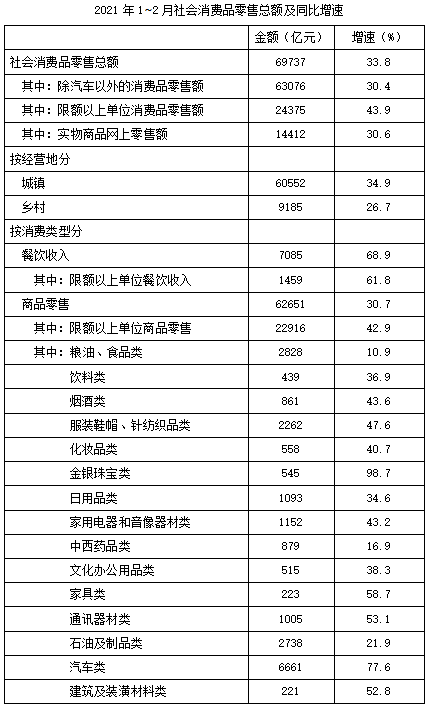 2021 年 1~2 月社会消费品零售总额及同比增速
金额（亿元） 增速（%）
社会消费品零售总额 69737 33.8
其中：除汽车以外的消费品零售额 63076 30.4
其中：限额以上单位消费品零售额 24375 43.9
其中：实物商品网上零售额 14412 30.6
按经营地分
城镇 60552 34.9
乡村 9185 26.7
按消费类型分
餐饮收入 7085 68.9
其中：限额以上单位餐饮收入 1459 61.8
商品零售 62651 30.7
其中：限额以上单位商品零售 22916 42.9
其中：粮油、食品类 2828 10.9
饮料类 439 36.9
烟酒类 861 43.6
服装鞋帽、针纺织品类 2262 47.6
化妆品类 558 40.7
金银珠宝类 545 98.7
日用品类 1093 34.6
家用电器和音像器材类 1152 43.2
中西药品类 879 16.9
文化办公用品类 515 38.3
家具类 223 58.7
通讯器材类 1005 53.1
石油及制品类 2738 21.9
汽车类 6661 77.6
建筑及装潢材料类 221 52.8